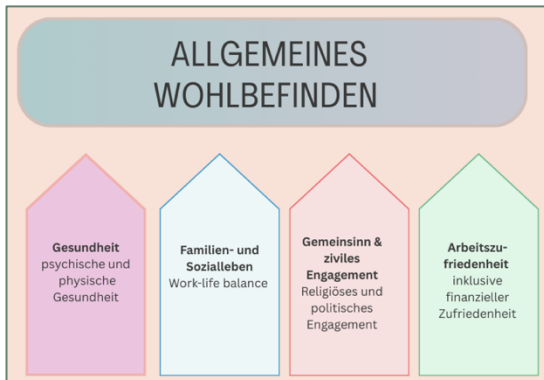 ALLGEMEINES
WOHLBEFINDEN
Gesundheit
psychische und
physische
Gesundheit
Familien- und
Sozialleben
Work-life balance
Gemeinsinn &
ziviles
Engagement
Religiöses und
politisches
Engagement
Arbeitszu-
friedenheit
inklusive
finanzieller
Zufriedenheit